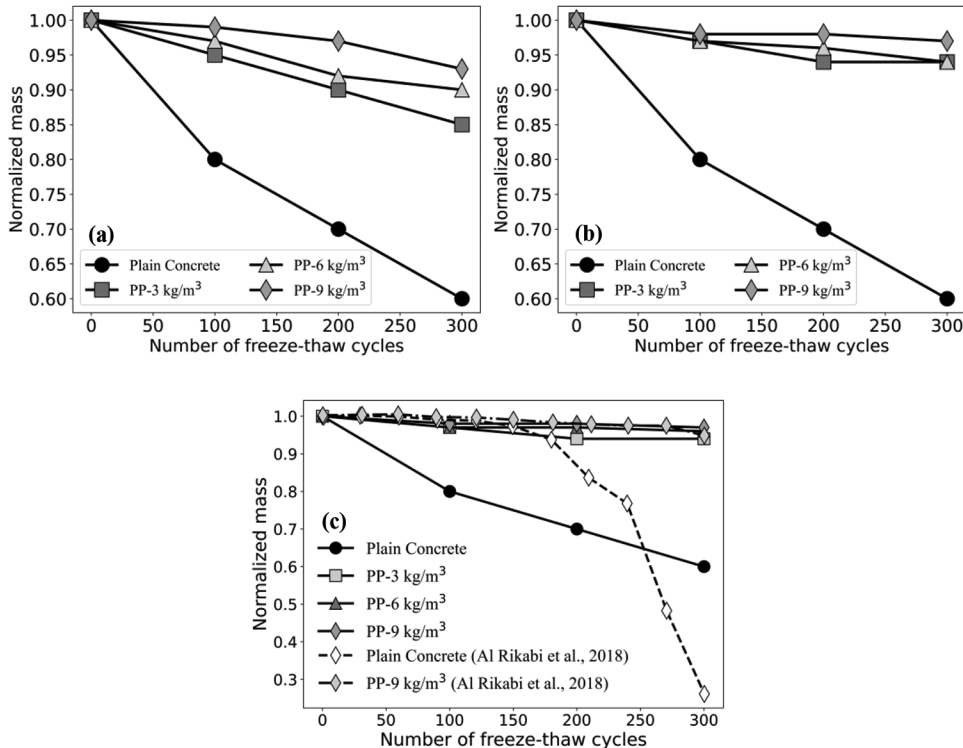 1.00
0.95
0.90
0.85
0.80
0.75
0.70
0.65
0.60
Normalized mass
(a)
Plain Concrete
PP-3 kg/m³
PP-6 kg/m³
PP-9 kg/m³
0 50 100 150 200 250 300
Number of freeze-thaw cycles
1.00
0.95
0.90
0.85
0.80
0.75
0.70
0.65
0.60
Normalized mass
(b)
Plain Concrete
PP-3 kg/m³
PP-6 kg/m³
PP-9 kg/m³
0 50 100 150 200 250 300
Number of freeze-thaw cycles
1.0
0.9
0.8
0.7
0.6
0.5
0.4
0.3
Normalized mass
(c)
Plain Concrete
PP-3 kg/m³
PP-6 kg/m³
PP-9 kg/m³
Plain Concrete (Al Rikabi et al., 2018)
PP-9 kg/m³ (Al Rikabi et al., 2018)
0 50 100 150 200 250 300
Number of freeze-thaw cycles